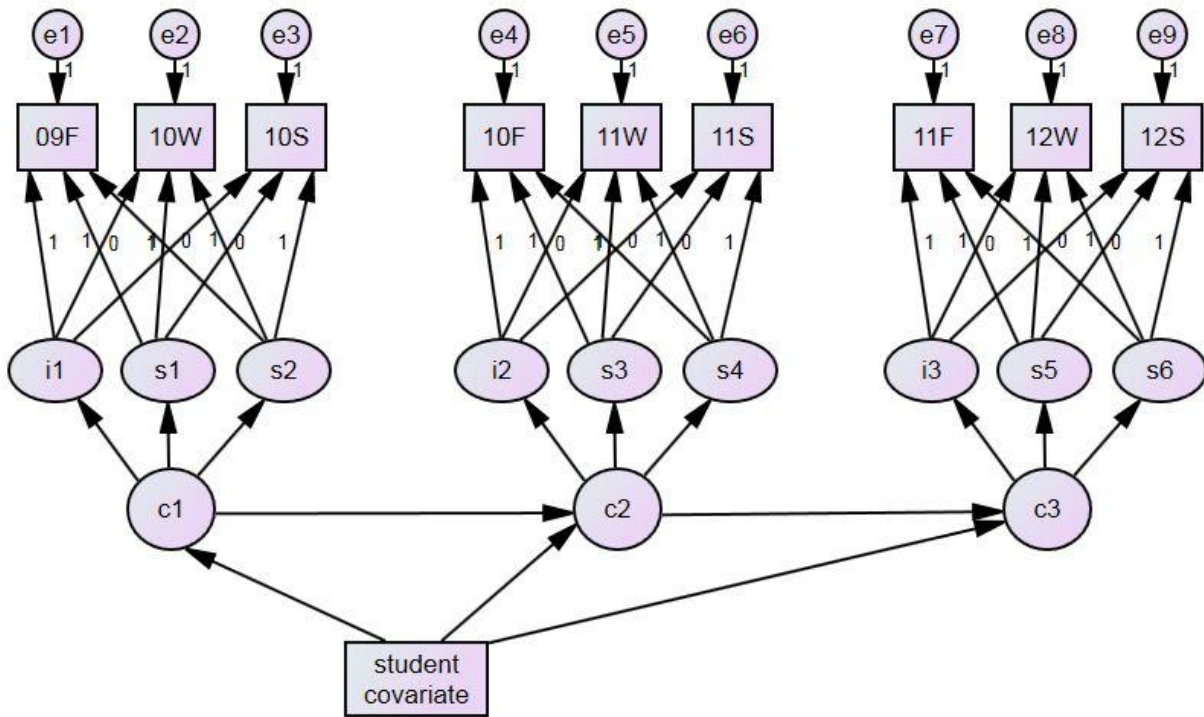 e1 e2 e3 e4 e5 e6 e7 e8 e9
1 1 1 1 1 1 1 1 1
09F 10W 10S 10F 11W 11S 11F 12W 12S
1 1 0 1 1 0 1 0 1 1 1 0 1 1 0 1 0 1 1 1 0 1 0 1 0 1
i1 s1 s2 i2 s3 s4 i3 s5 s6
c1 c2 c3
student
covariate